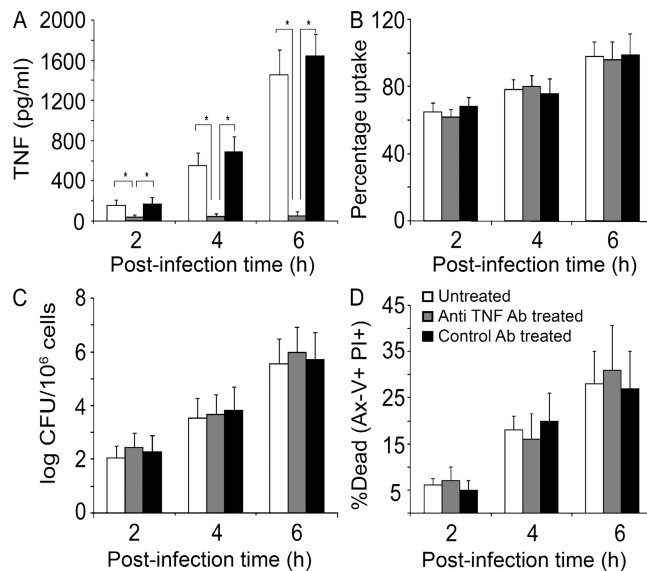 A
TNF (pg/ml)
2000
1600
1200
800
400
0
* *
* *
* *
2 4 6
Post-infection time (h)
B
Percentage uptake
120
80
40
0
2 4 6
Post-infection time (h)
C
log CFU/10⁶ cells
8
6
4
2
0
2 4 6
Post-infection time (h)
D
%Dead (Ax-V+ PI+)
45
35
25
15
5
Untreated
Anti TNF Ab treated
Control Ab treated
2 4 6
Post-infection time (h)